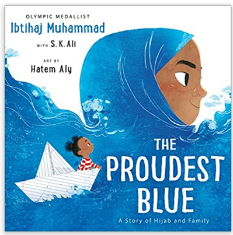 OLYMPIC MEDALLIST
Ibtihaj Muhammad
WITH S. K. Ali
ART BY
Hatem Aly
THE
PROUDEST
BLUE
A Story of Hijab and Family